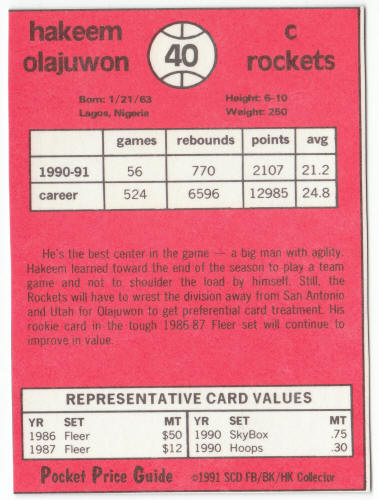 hakeem olajuwon
40
c
rockets
Born: 1/21/63
Lagos, Nigeria
Height: 6-10
Weight: 250
games rebounds points avg
1990-91 56 770 2107 21.2
career 524 6596 12985 24.8
He's the best center in the game — a big man with agility.
Hakeem learned toward the end of the season to play a team
game and not to shoulder the load by himself. Still, the
Rockets will have to wrest the division away from San Antonio
and Utah for Olajuwon to get preferential card treatment. His
rookie card in the tough 1986-87 Fleer set will continue to
improve in value.
REPRESENTATIVE CARD VALUES
YR SET MT YR SET MT
1986 Fleer $50 1990 SkyBox .75
1987 Fleer $12 1990 Hoops .30
Pocket Price Guide ©1991 SCD FB/BK/HK Collector